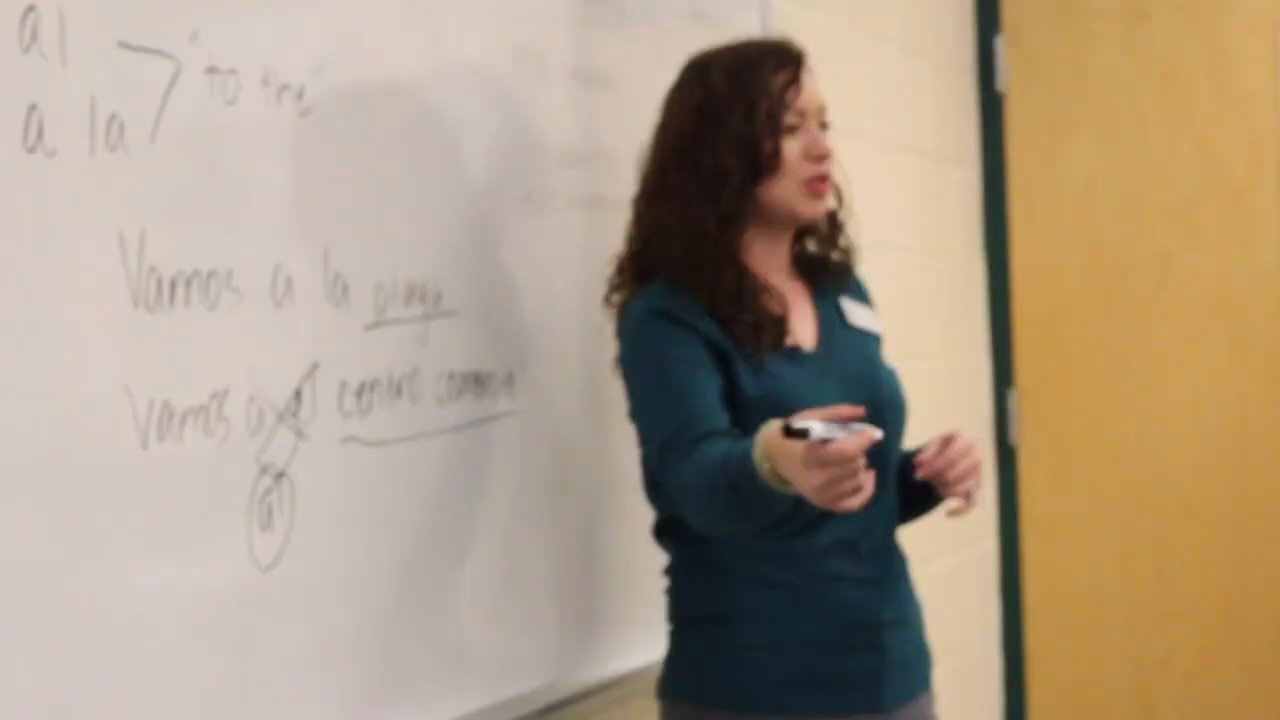 al
a la "to the"
Vamos a la playa
Vamos a el centro comercial
al